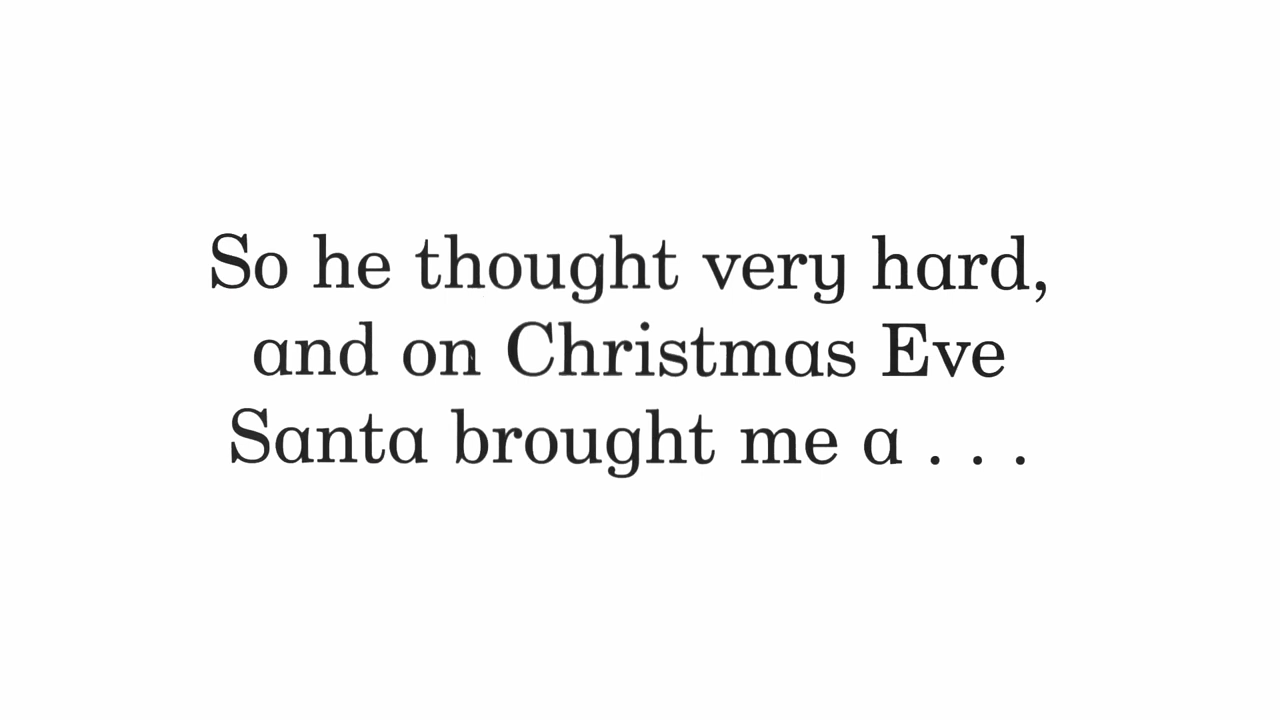 So he thought very hard,
and on Christmas Eve
Santa brought me a . . .